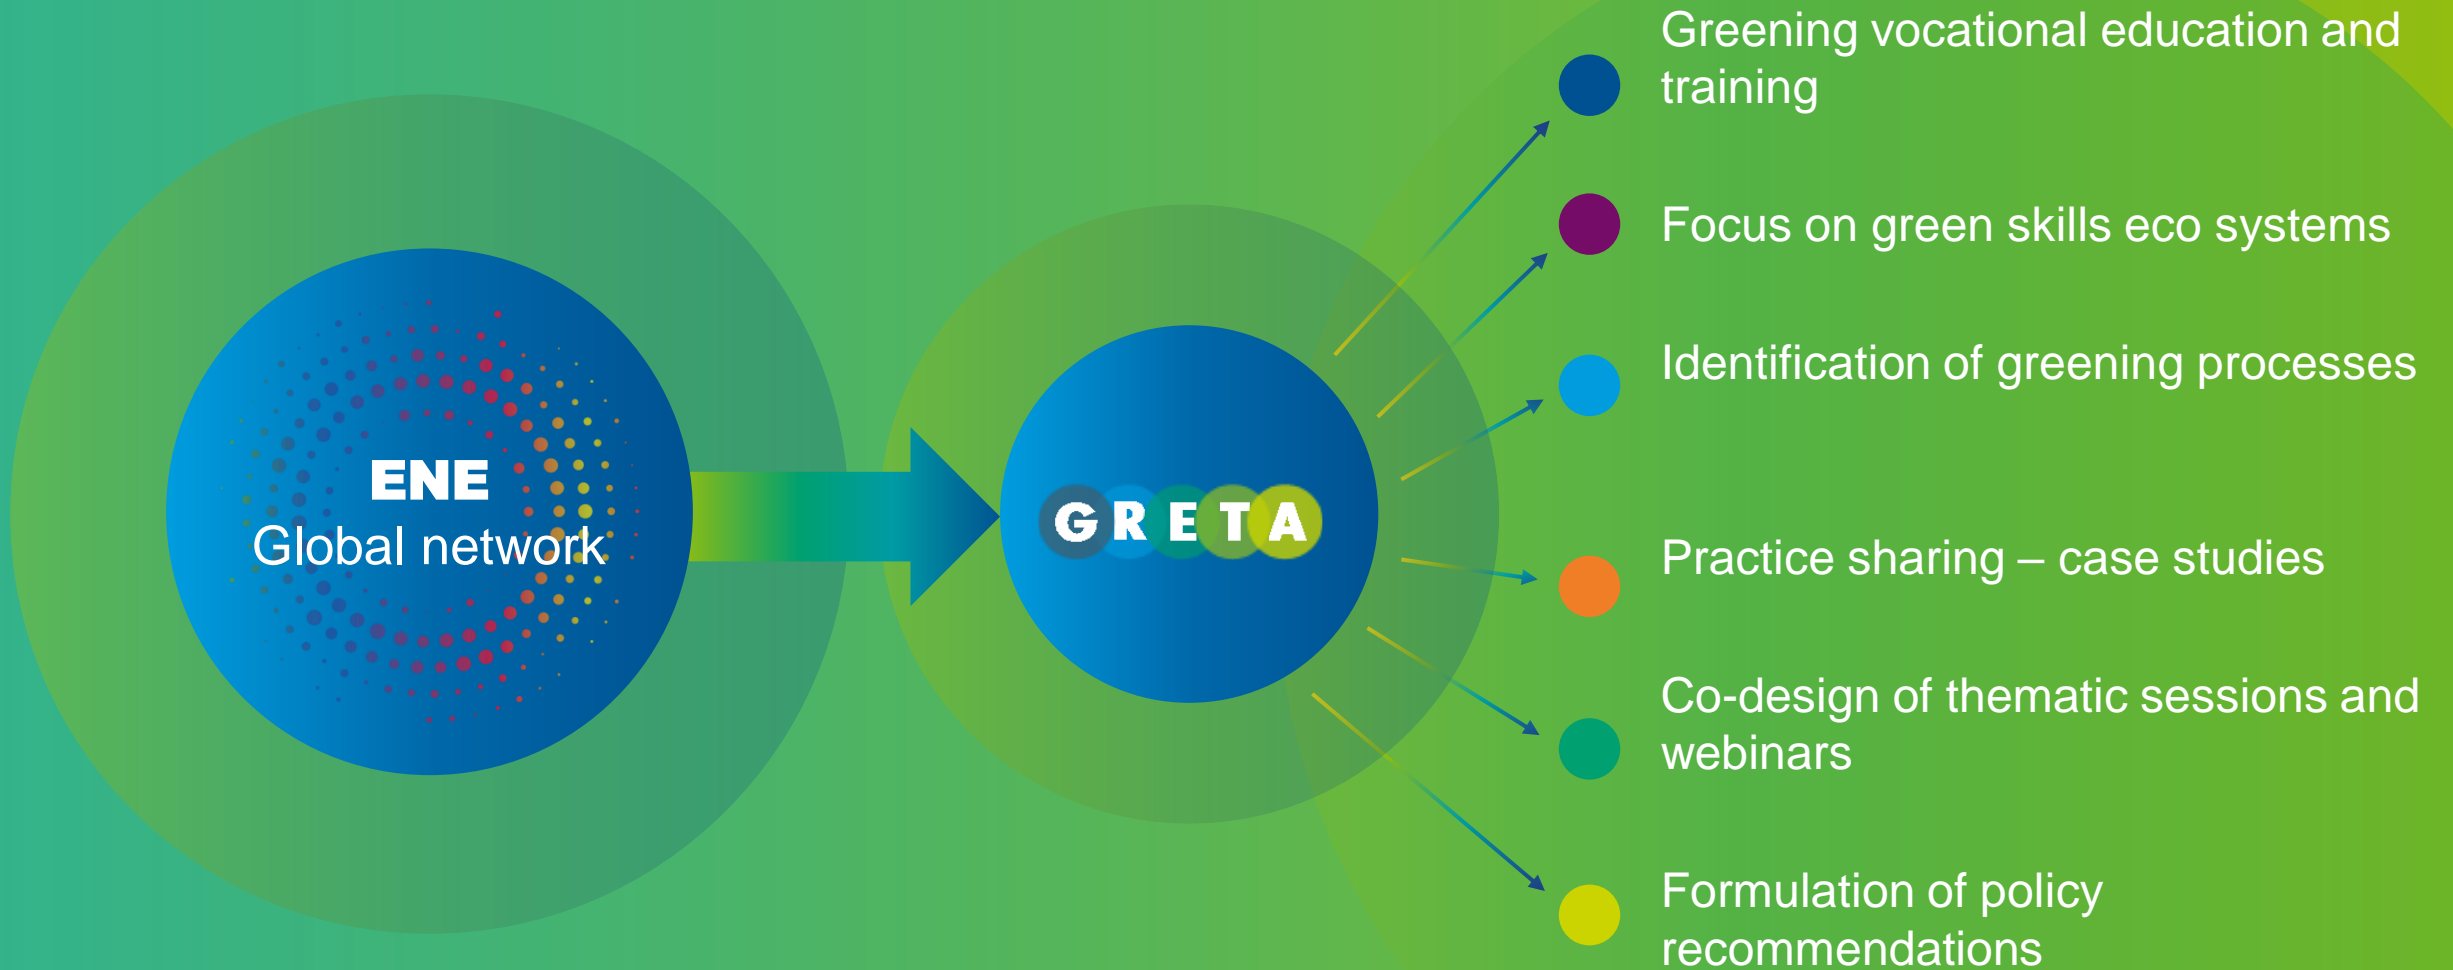 ENE
Global network
GRETA
Greening vocational education and
training
Focus on green skills eco systems
Identification of greening processes
Practice sharing – case studies
Co-design of thematic sessions and
webinars
Formulation of policy
recommendations